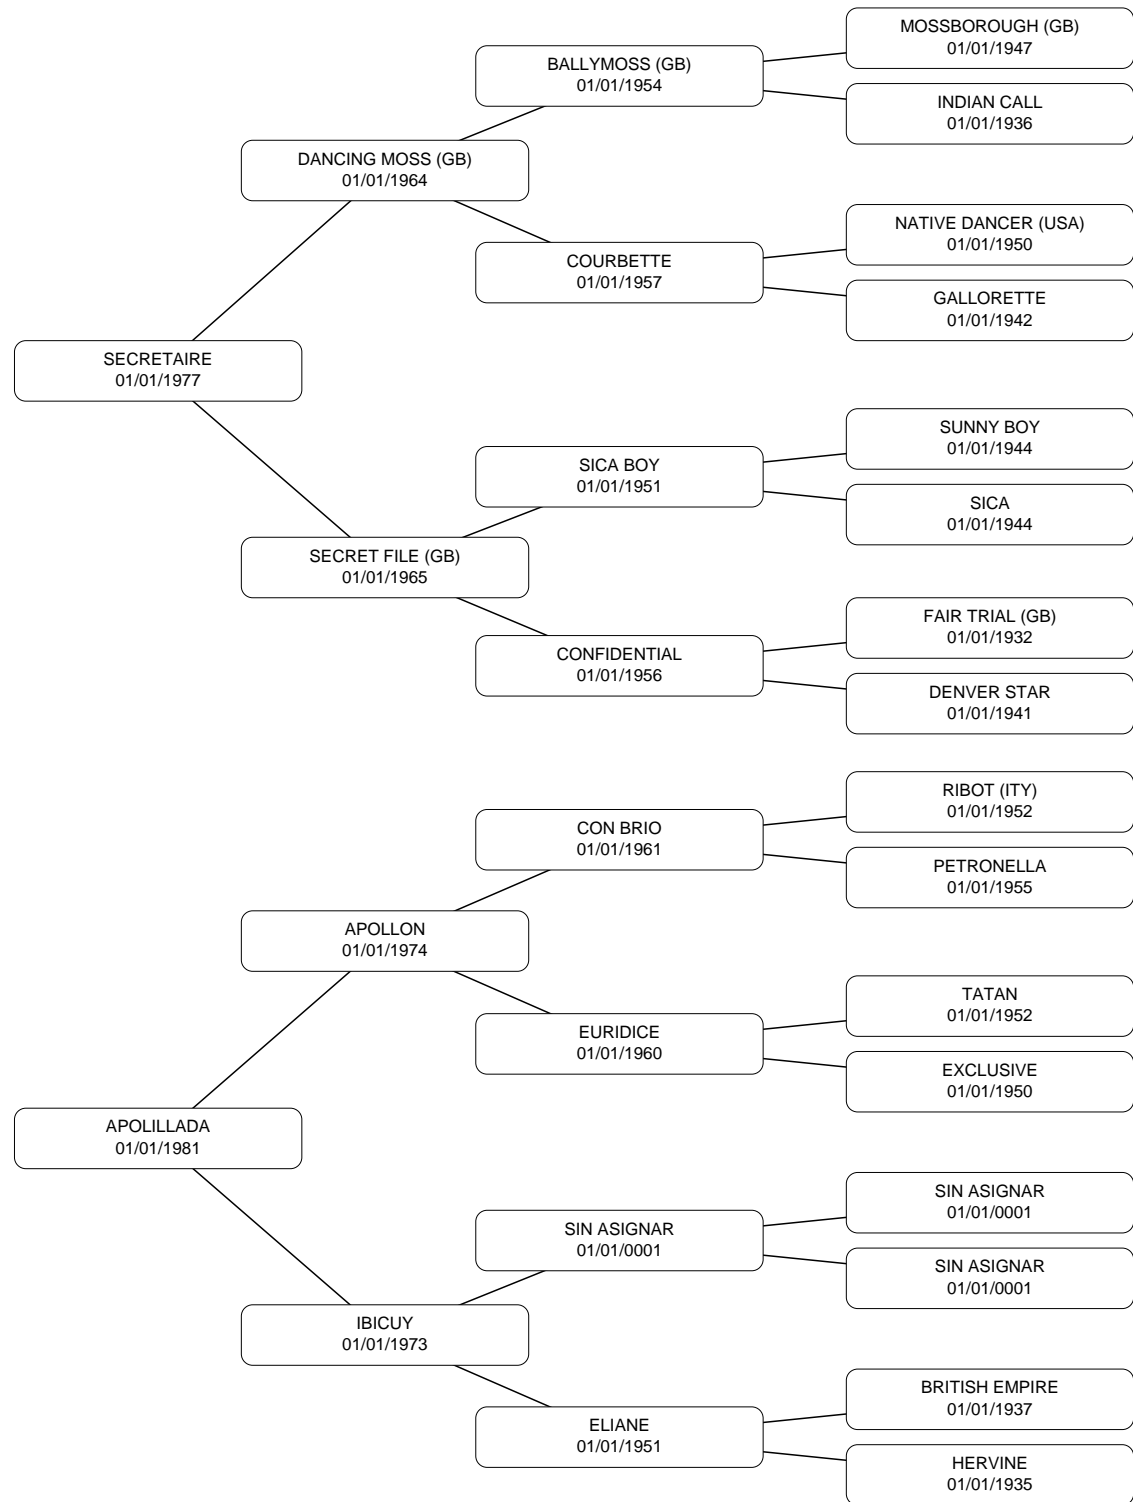 MOSSBOROUGH (GB)
01/01/1947
BALLYMOSS (GB)
01/01/1954
INDIAN CALL
01/01/1936
DANCING MOSS (GB)
01/01/1964
NATIVE DANCER (USA)
01/01/1950
COURBETTE
01/01/1957
GALLORETTE
01/01/1942
SECRETAIRE
01/01/1977
SUNNY BOY
01/01/1944
SICA BOY
01/01/1951
SICA
01/01/1944
SECRET FILE (GB)
01/01/1965
FAIR TRIAL (GB)
01/01/1932
CONFIDENTIAL
01/01/1956
DENVER STAR
01/01/1941
RIBOT (ITY)
01/01/1952
CON BRIO
01/01/1961
PETRONELLA
01/01/1955
APOLLON
01/01/1974
TATAN
01/01/1952
EURIDICE
01/01/1960
EXCLUSIVE
01/01/1950
APOLILLADA
01/01/1981
SIN ASIGNAR
01/01/0001
SIN ASIGNAR
01/01/0001
SIN ASIGNAR
01/01/0001
IBICUY
01/01/1973
BRITISH EMPIRE
01/01/1937
ELIANE
01/01/1951
HERVINE
01/01/1935